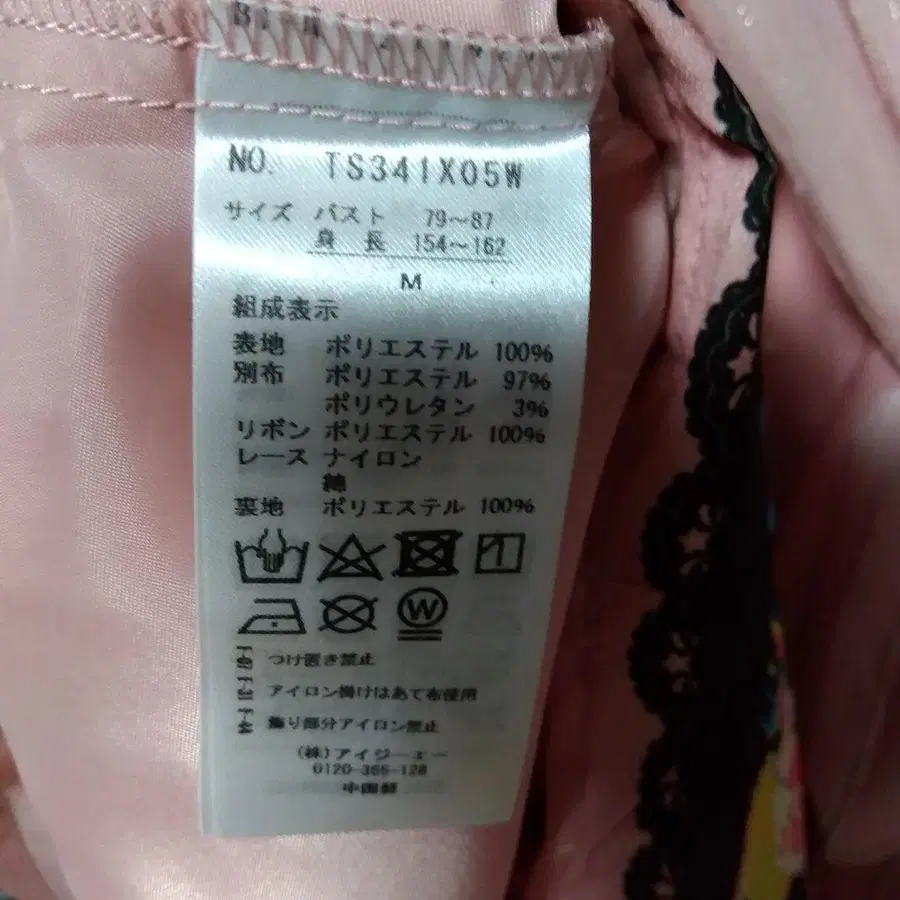 NO. TS341X05W
サイズ バスト 79~87
身長 154~162
M
組成表示
表地 ポリエステル 100%
別布 ポリエステル 97%
ポリウレタン 3%
リボン ポリエステル 100%
レース ナイロン
綿
裏地 ポリエステル 100%
W
つけ置き禁止
アイロン掛けはあて布使用
飾り部分アイロン禁止
(株)アイジーエー
0120-365-128
中国製